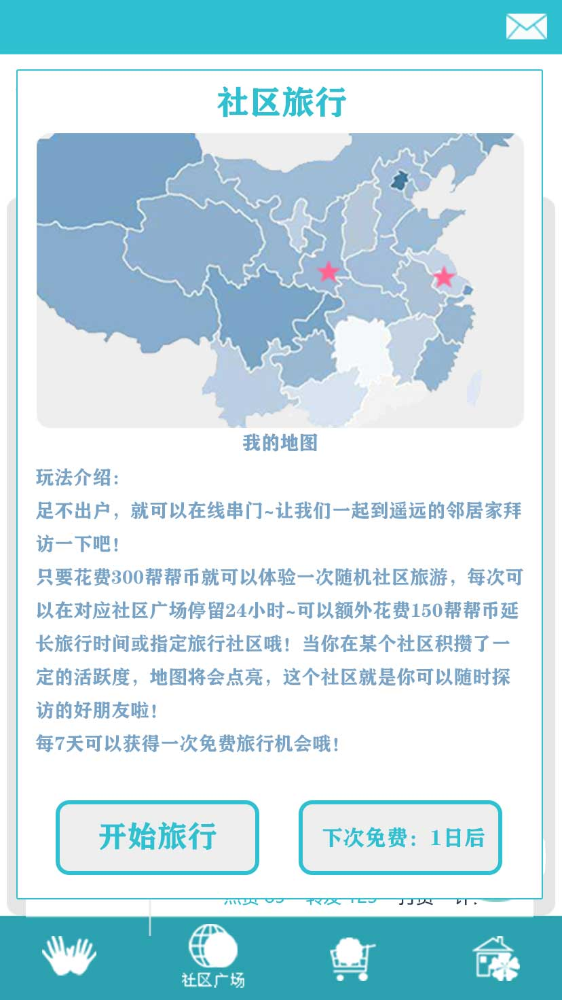 社区旅行
我的地图
玩法介绍：
足不出户，就可以在线串门~让我们一起到遥远的邻居家拜
访一下吧！
只要花费300帮帮币就可以体验一次随机社区旅游，每次可
以在对应社区广场停留24小时~可以额外花费150帮帮币延
长旅行时间或指定旅行社区哦！当你在某个社区积攒了一
定的活跃度，地图将会点亮，这个社区就是你可以随时探
访的好朋友啦！
每7天可以获得一次免费旅行机会哦！
开始旅行
下次免费：1日后
社区广场